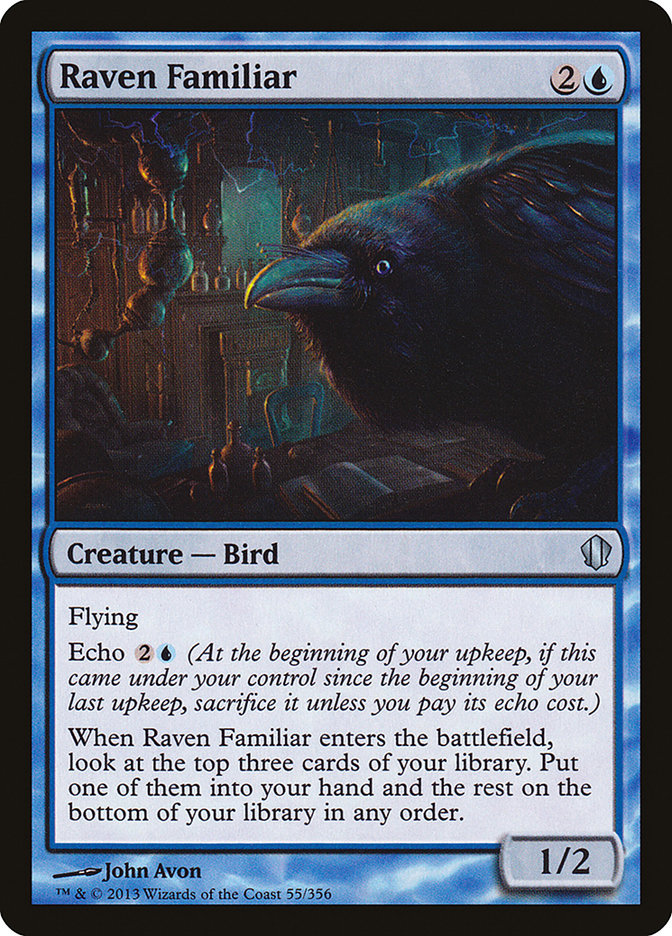 Raven Familiar 2
Creature — Bird
Flying
Echo 2 (At the beginning of your upkeep, if this
came under your control since the beginning of your
last upkeep, sacrifice it unless you pay its echo cost.)
When Raven Familiar enters the battlefield,
look at the top three cards of your library. Put
one of them into your hand and the rest on the
bottom of your library in any order.
1/2
John Avon
™ & © 2013 Wizards of the Coast 55/356